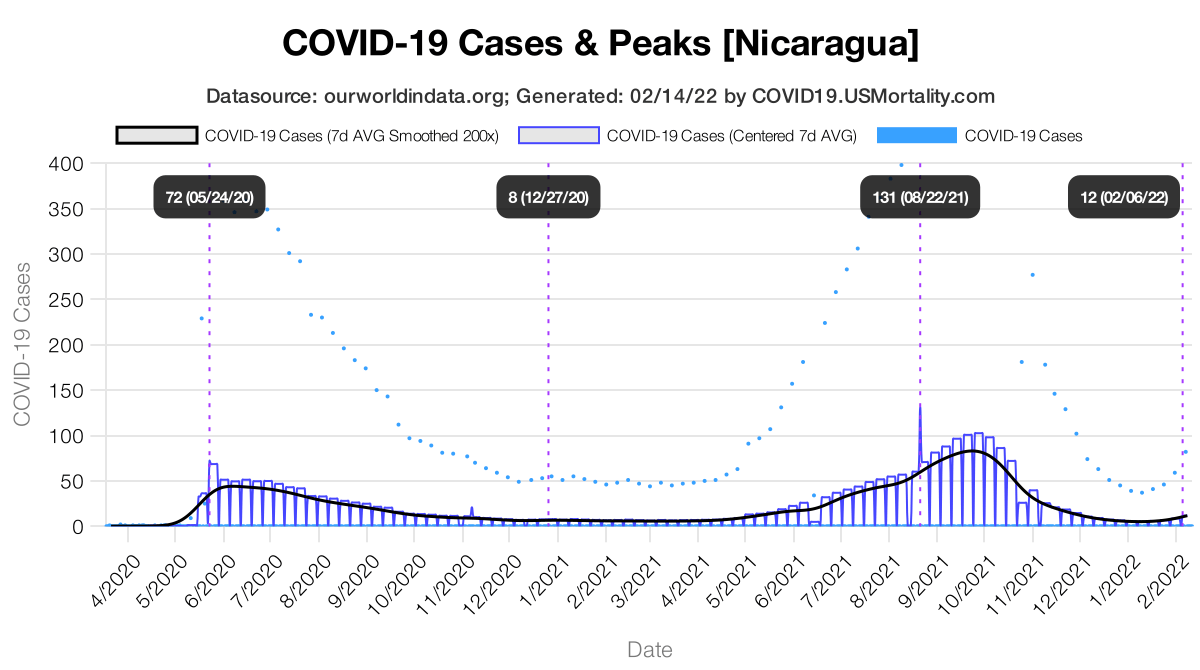 COVID-19 Cases & Peaks [Nicaragua]
Datasource: ourworldindata.org; Generated: 02/14/22 by COVID19.USMortality.com
COVID-19 Cases (7d AVG Smoothed 200x) COVID-19 Cases (Centered 7d AVG) COVID-19 Cases
400
72 (05/24/20) 8 (12/27/20) 131 (08/22/21) 12 (02/06/22)
350
300
250
200
150
100
50
0
COVID-19 Cases
4/2020 5/2020 6/2020 7/2020 8/2020 9/2020 10/2020 11/2020 12/2020 1/2021 2/2021 3/2021 4/2021 5/2021 6/2021 7/2021 8/2021 9/2021 10/2021 11/2021 12/2021 1/2022 2/2022
Date